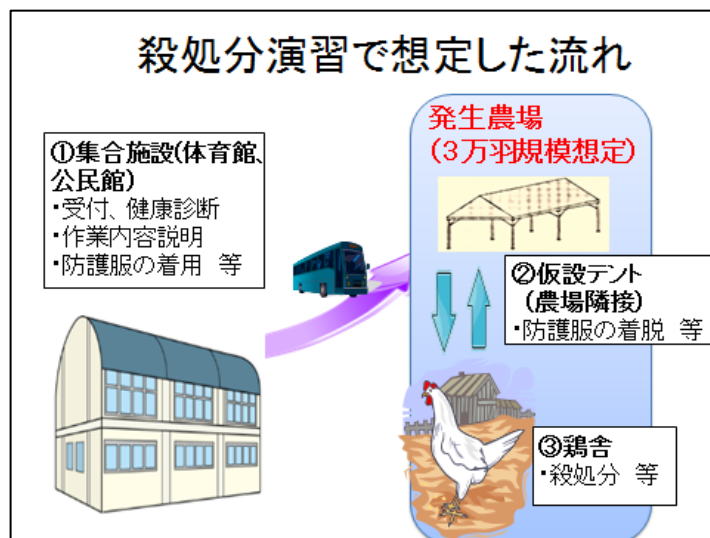 殺処分演習で想定した流れ
①集合施設(体育館、
公民館)
・受付、健康診断
・作業内容説明
・防護服の着用 等
発生農場
(3万羽規模想定)
②仮設テント
(農場隣接)
・防護服の着脱 等
③鶏舎
・殺処分 等